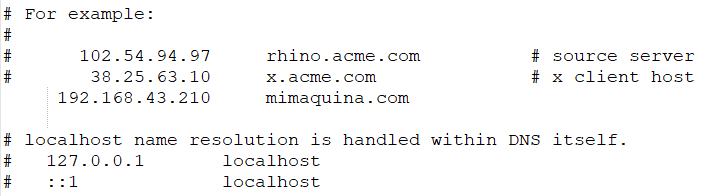 # For example:
#
#      102.54.94.97     rhino.acme.com          # source server
#       38.25.63.10     x.acme.com              # x client host
     192.168.43.210     mimaquina.com
# localhost name resolution is handled within DNS itself.
#   127.0.0.1       localhost
#   ::1             localhost